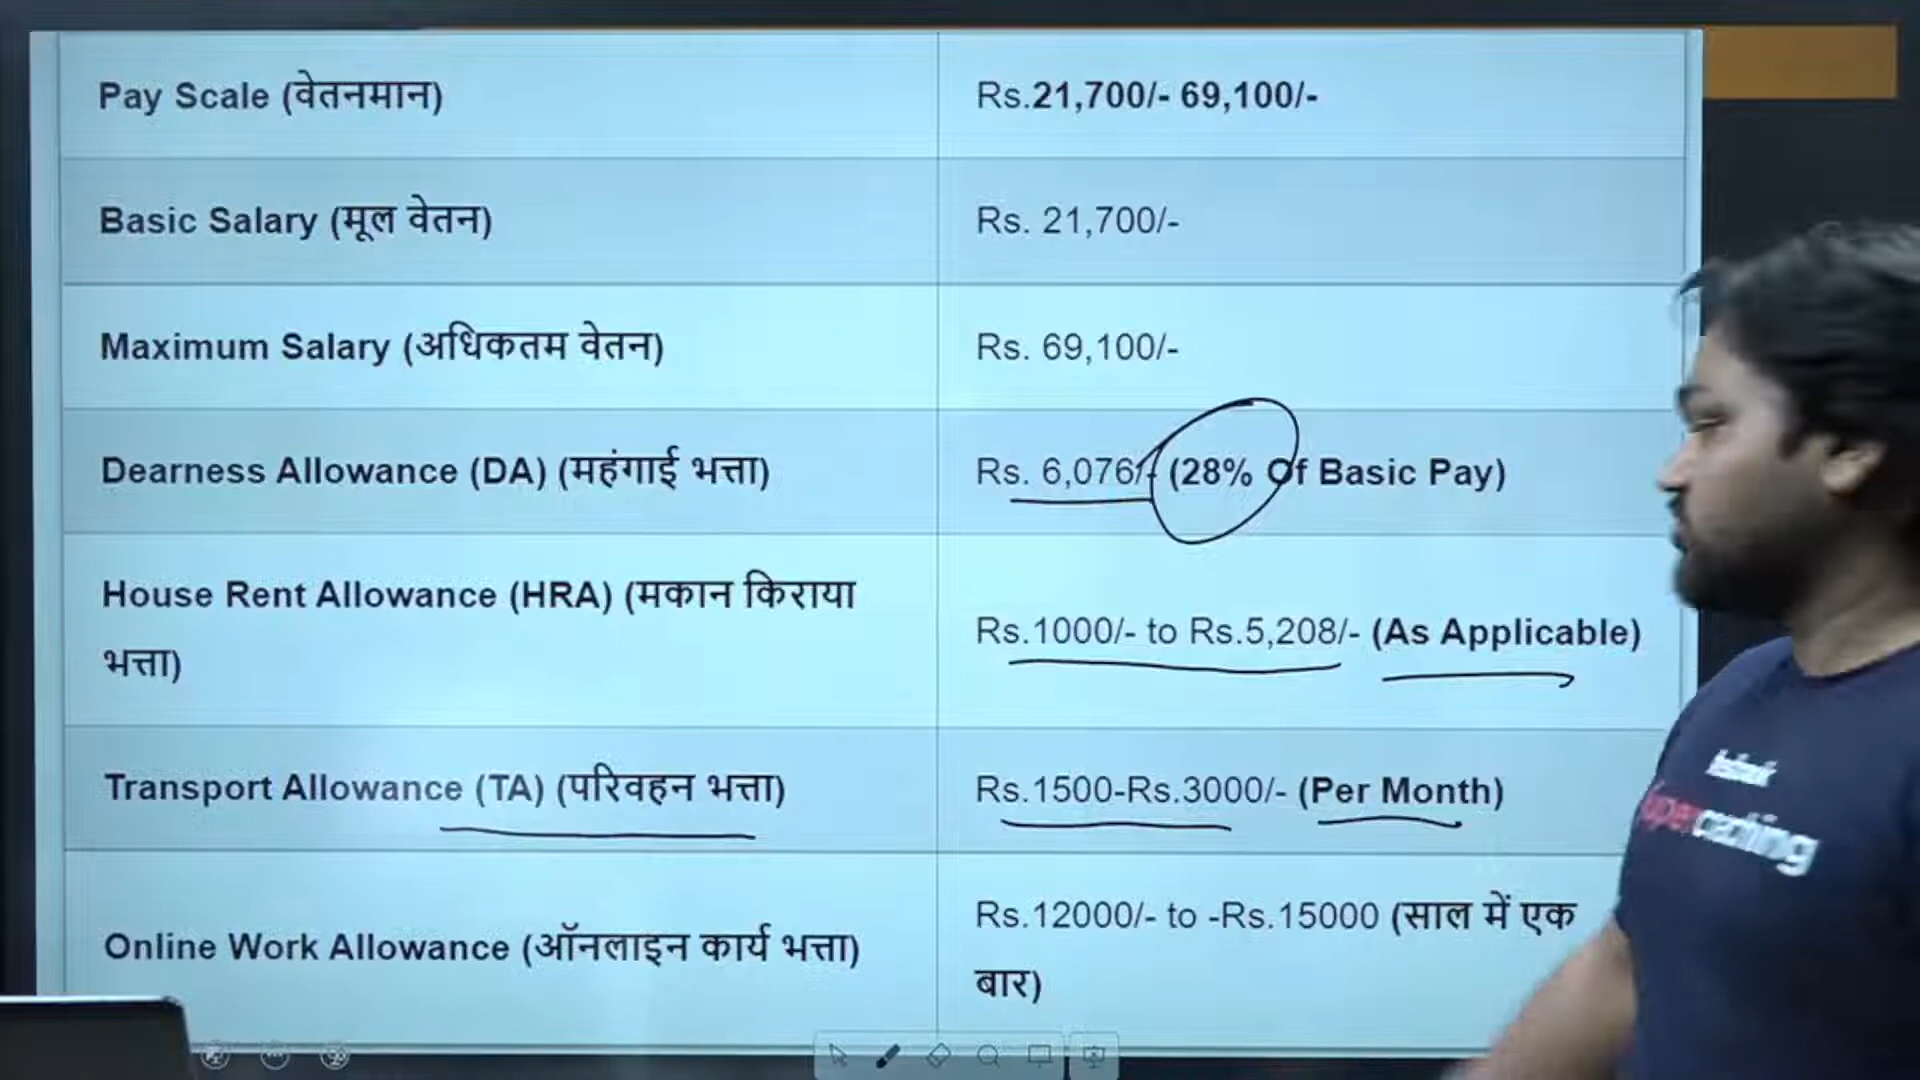 Pay Scale (वेतनमान)
Rs.21,700/- 69,100/-
Basic Salary (मूल वेतन)
Rs. 21,700/-
Maximum Salary (अधिकतम वेतन)
Rs. 69,100/-
Dearness Allowance (DA) (महंगाई भत्ता)
Rs. 6,076/- (28% Of Basic Pay)
House Rent Allowance (HRA) (मकान किराया
भत्ता)
Rs.1000/- to Rs.5,208/- (As Applicable)
Transport Allowance (TA) (परिवहन भत्ता)
Rs.1500-Rs.3000/- (Per Month)
Online Work Allowance (ऑनलाइन कार्य भत्ता)
Rs.12000/- to -Rs.15000 (साल में एक
बार)